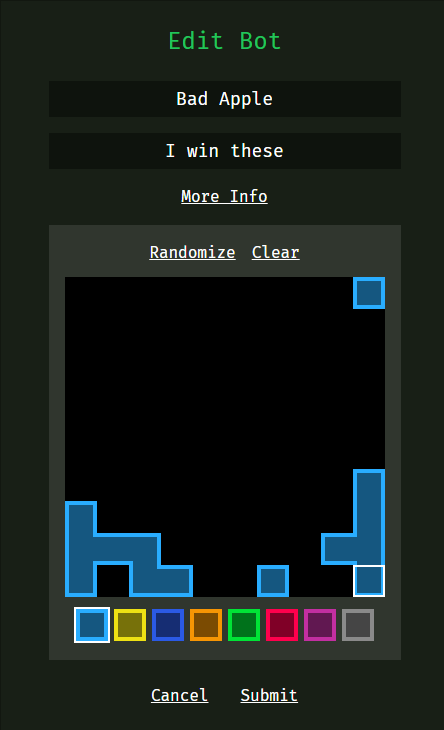 Edit Bot
Bad Apple
I win these
More Info
Randomize Clear
Cancel Submit